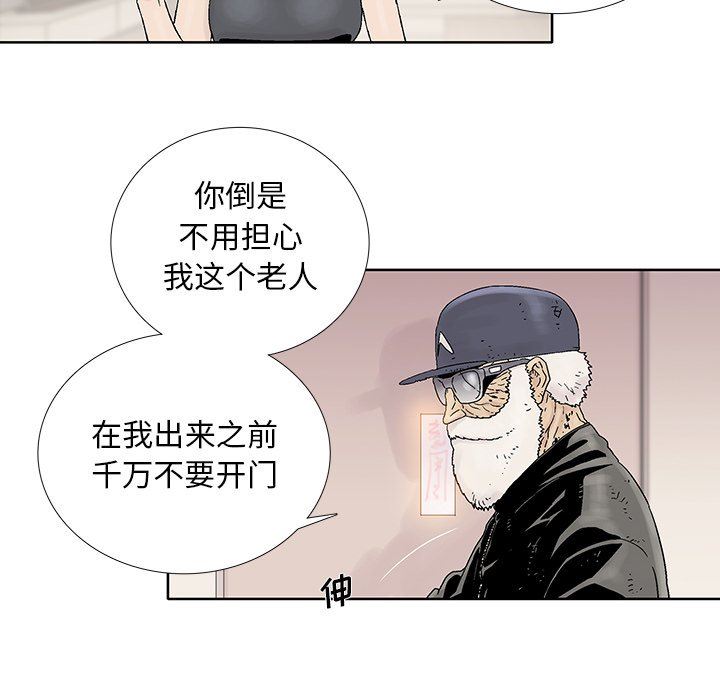 你倒是
不用担心
我这个老人
在我出来之前
千万不要开门
伸